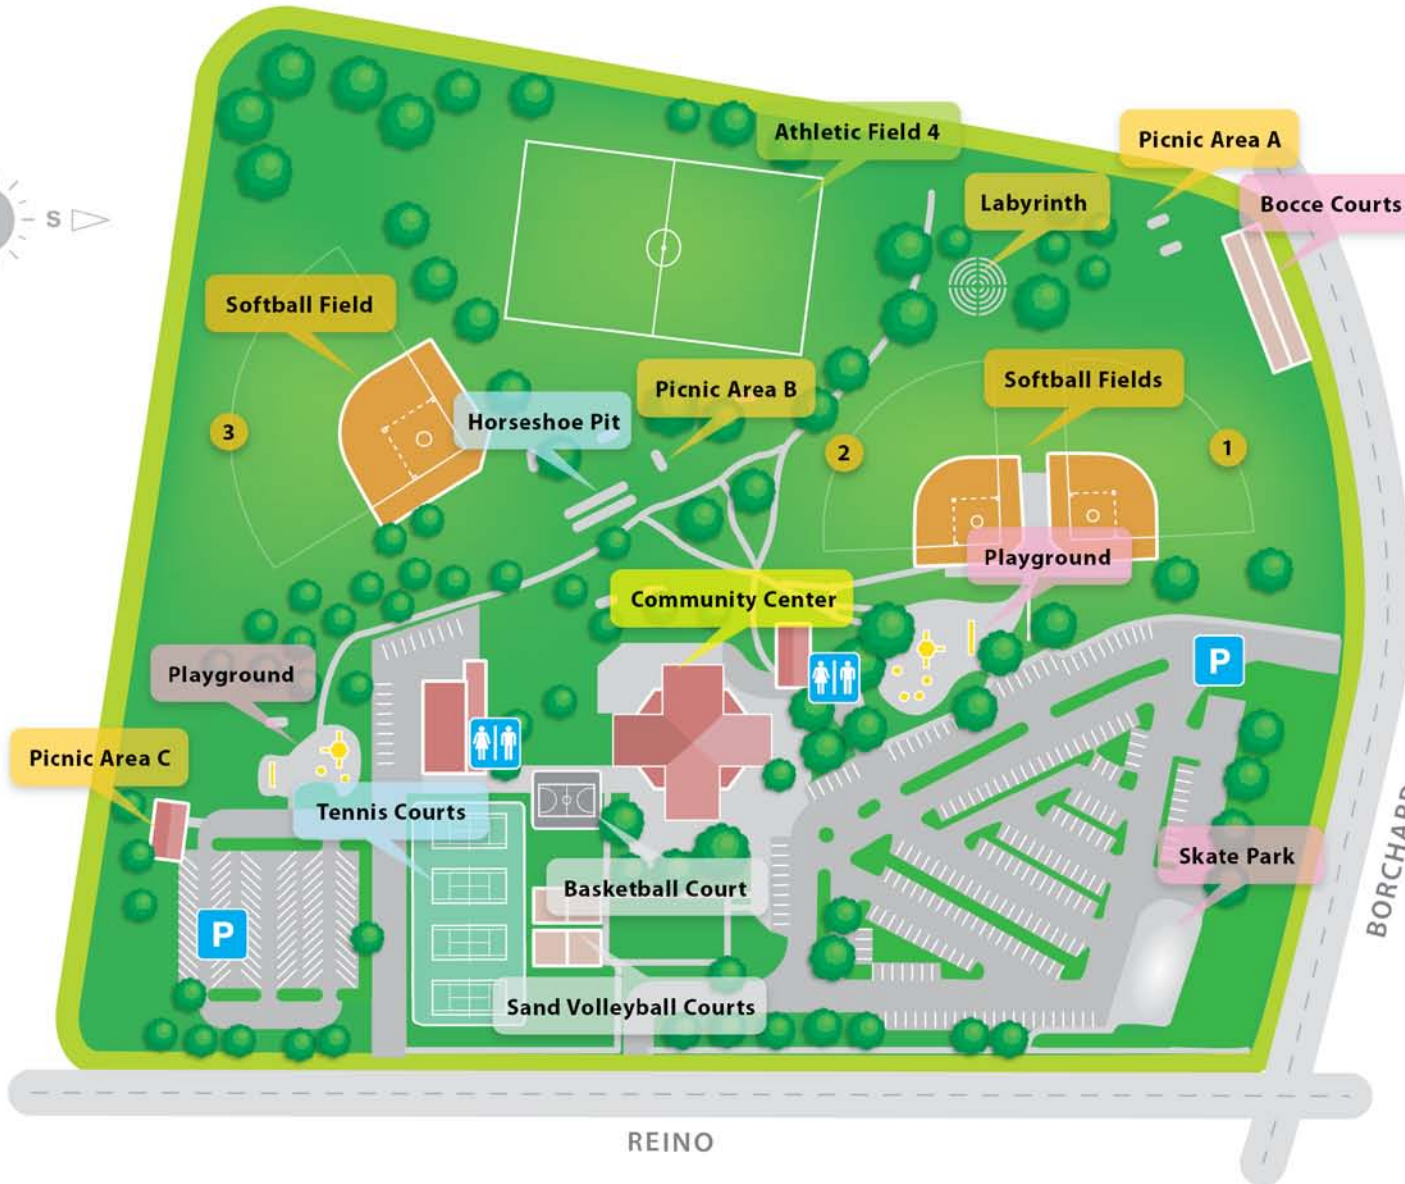 Athletic Field 4
Picnic Area A
Labyrinth
Bocce Courts
S
Softball Field
Picnic Area B
Softball Fields
Horseshoe Pit
3
2
1
Playground
Community Center
Playground
P
Picnic Area C
Tennis Courts
Skate Park
Basketball Court
P
Sand Volleyball Courts
BORCHARD
REINO